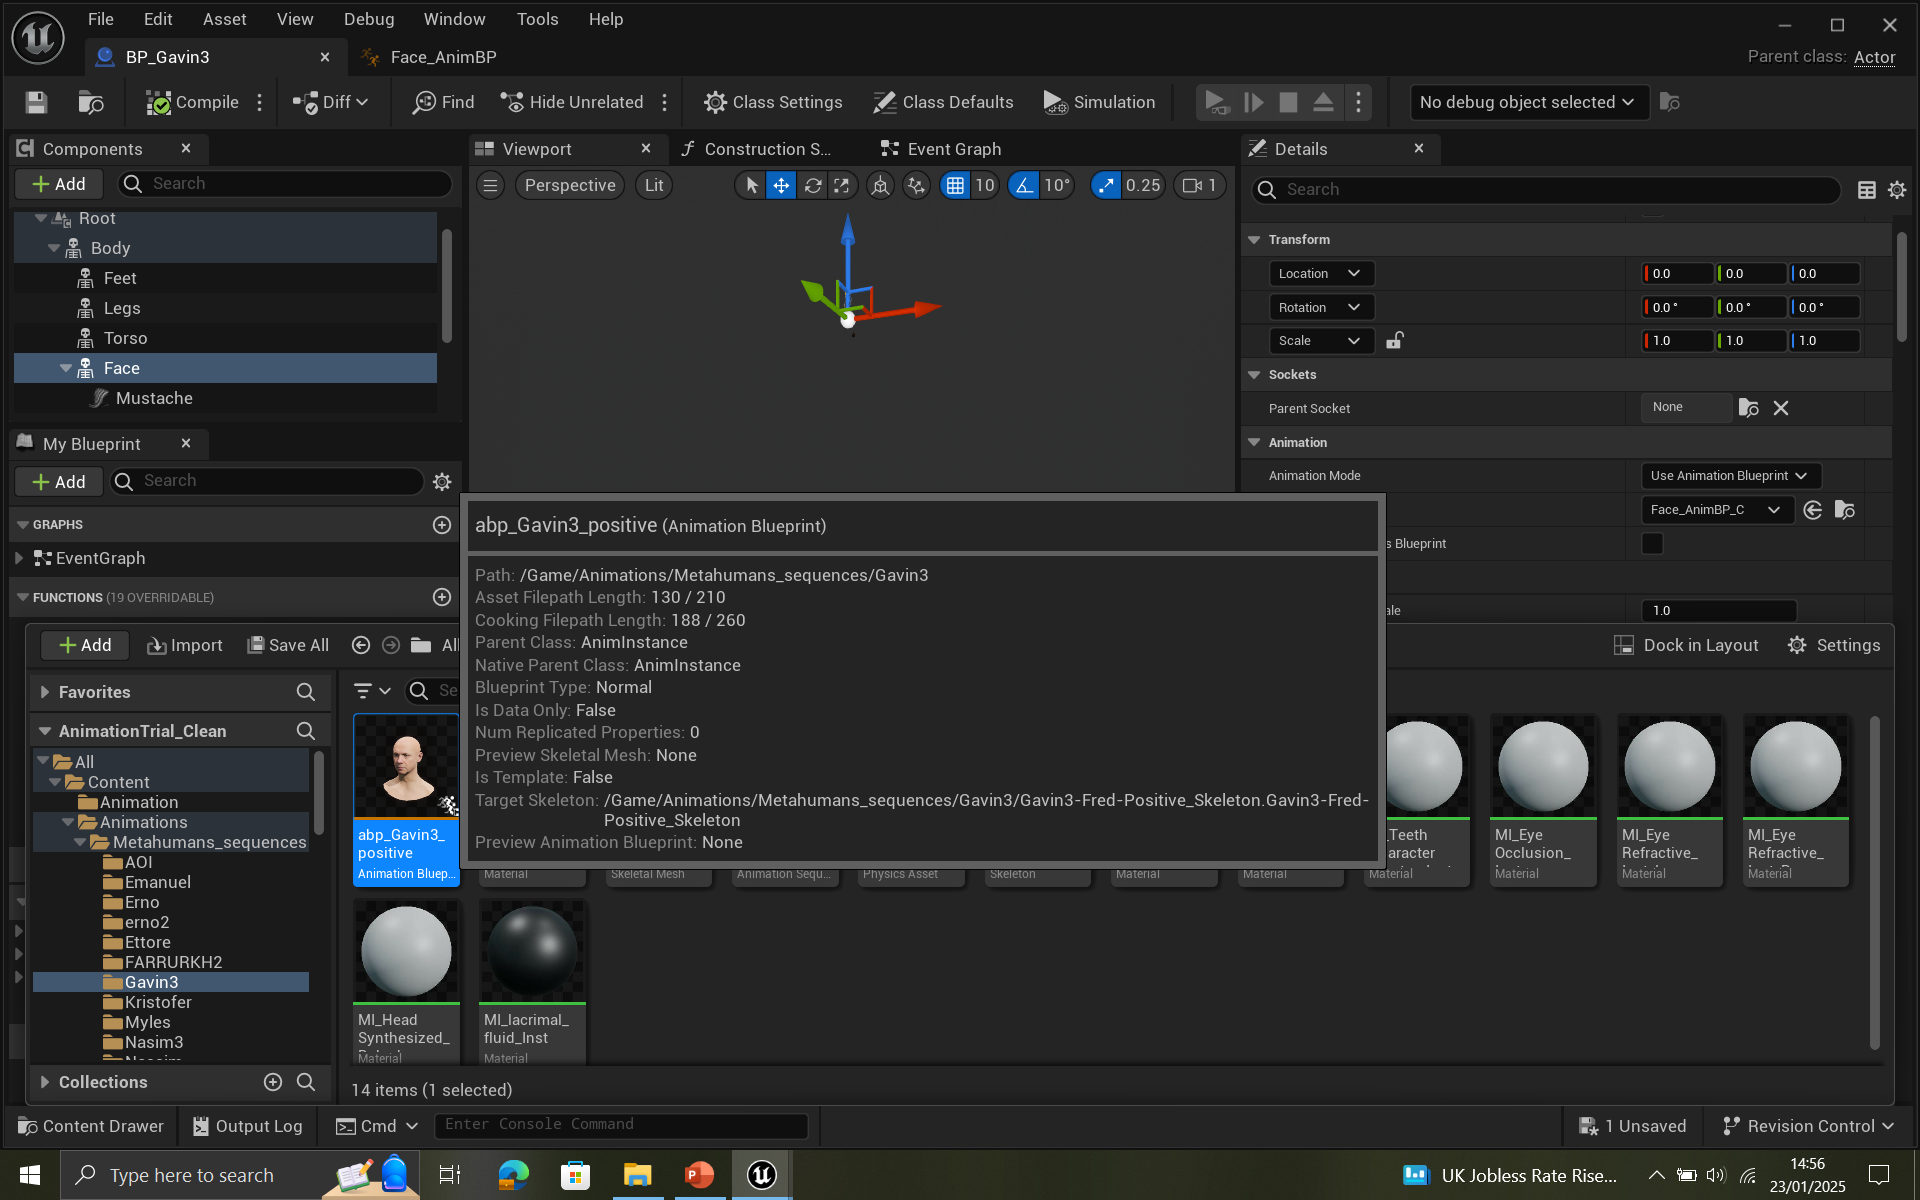 File Edit Asset View Debug Window Tools Help
BP_Gavin3 Face_AnimBP Parent class: Actor
Compile Diff Find Hide Unrelated Class Settings Class Defaults Simulation No debug object selected
Components Viewport Construction S... Event Graph Details
Add Search Perspective Lit 10 10° 0.25 1 Search
Root
Body
Feet
Legs
Torso
Face
Mustache
Transform
Location 0.0 0.0 0.0
Rotation 0.0 ° 0.0 ° 0.0 °
Scale 1.0 1.0 1.0
Sockets
Parent Socket None
Animation
Animation Mode Use Animation Blueprint
Face_AnimBP_C
s Blueprint
ale 1.0
My Blueprint
Add Search
GRAPHS
EventGraph
FUNCTIONS (19 OVERRIDABLE)
abp_Gavin3_positive (Animation Blueprint)
Path: /Game/Animations/Metahumans_sequences/Gavin3
Asset Filepath Length: 130 / 210
Cooking Filepath Length: 188 / 260
Parent Class: AnimInstance
Native Parent Class: AnimInstance
Blueprint Type: Normal
Is Data Only: False
Num Replicated Properties: 0
Preview Skeletal Mesh: None
Is Template: False
Target Skeleton: /Game/Animations/Metahumans_sequences/Gavin3/Gavin3-Fred-Positive_Skeleton.Gavin3-Fred-
Positive_Skeleton
Preview Animation Blueprint: None
Add Import Save All All Dock in Layout Settings
Favorites
AnimationTrial_Clean
All
Content
Animation
Animations
Metahumans_sequences
AOI
Emanuel
Erno
erno2
Ettore
FARRURKH2
Gavin3
Kristofer
Myles
Nasim3
Collections
Se
abp_Gavin3_
positive
Animation Bluep...
Material
Skeletal Mesh
Animation Sequ...
Physics Asset
Skeleton
Material
Material
_Teeth
aracter
Material
MI_Eye
Occlusion_
Material
MI_Eye
Refractive_
Material
MI_Eye
Refractive_
Material
MI_Head
Synthesized_
Material
MI_lacrimal_
fluid_Inst
Material
14 items (1 selected)
Content Drawer Output Log Cmd Enter Console Command 1 Unsaved Revision Control
Type here to search UK Jobless Rate Rise... 14:56
23/01/2025